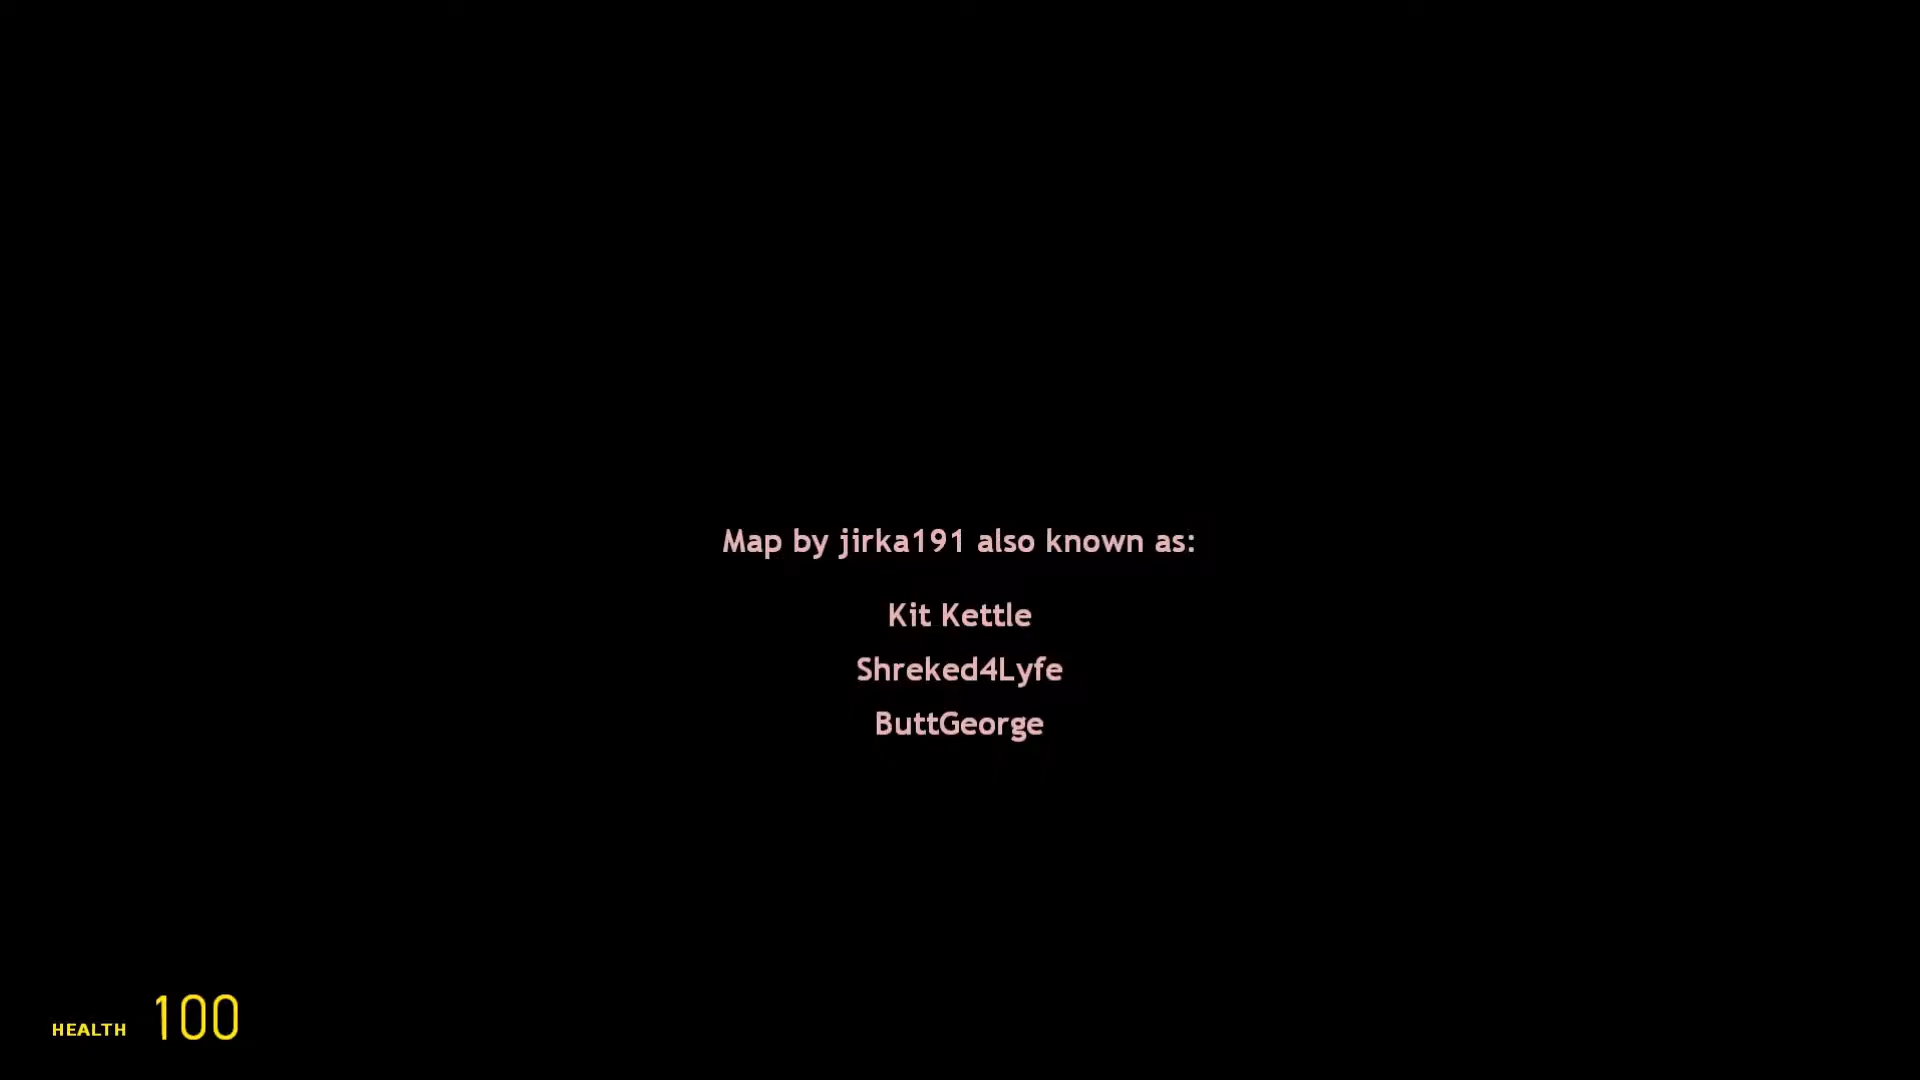 Map by jirka191 also known as:
Kit Kettle
Shreked4Lyfe
ButtGeorge
HEALTH 100